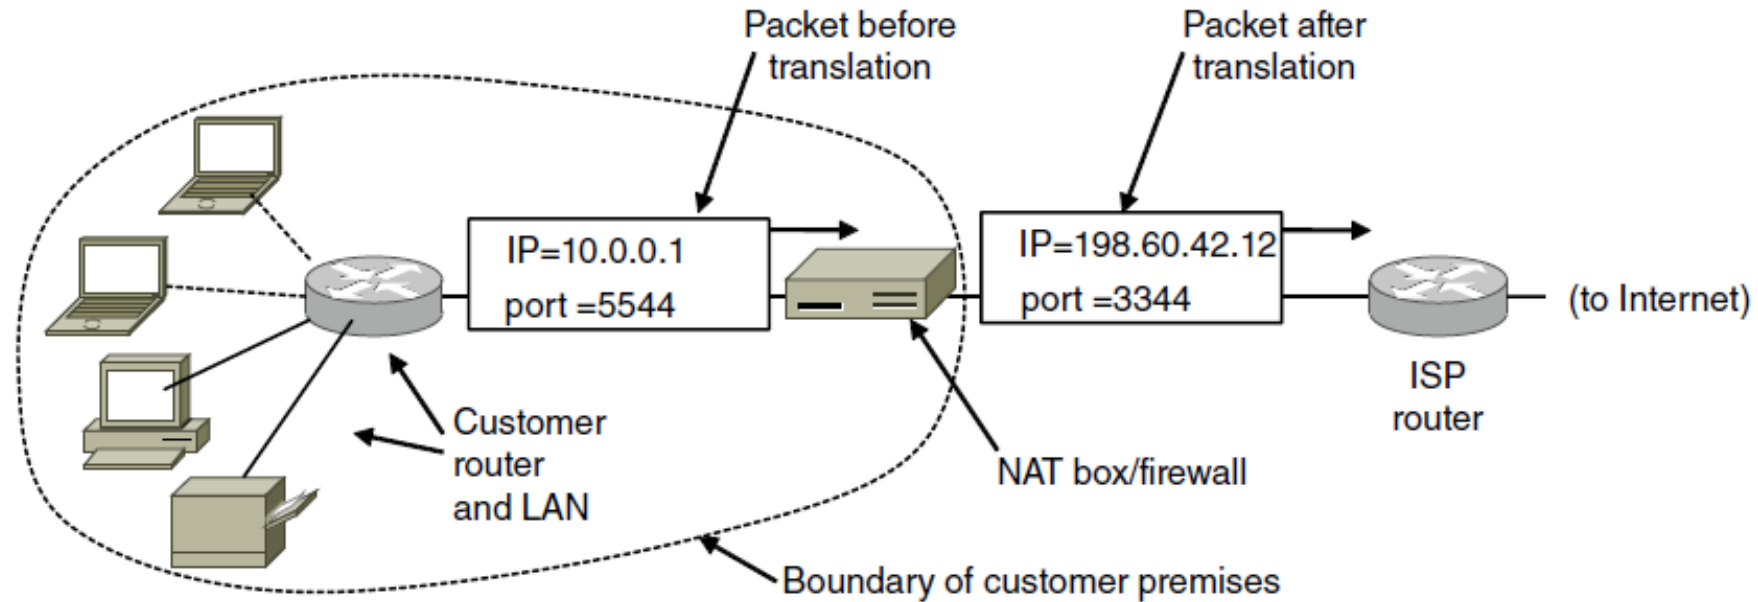 Packet before
translation
Packet after
translation
IP=10.0.0.1
port =5544
IP=198.60.42.12
port =3344
(to Internet)
ISP
router
Customer
router
and LAN
NAT box/firewall
Boundary of customer premises